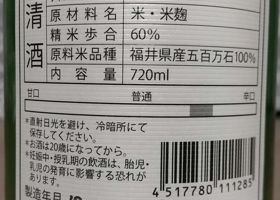 清酒
原材料名 米・米麹
精米歩合 60%
原料米品種 福井県産五百万石100%
内容量 720ml
甘口 普通 辛口
*直射日光を避け、冷暗所にて
保存してください。
*お酒は20歳になってから。
*妊娠中・授乳期の飲酒は、胎児・
乳児の発育に影響する恐れが
あります。
4 517780 111285
製造年月